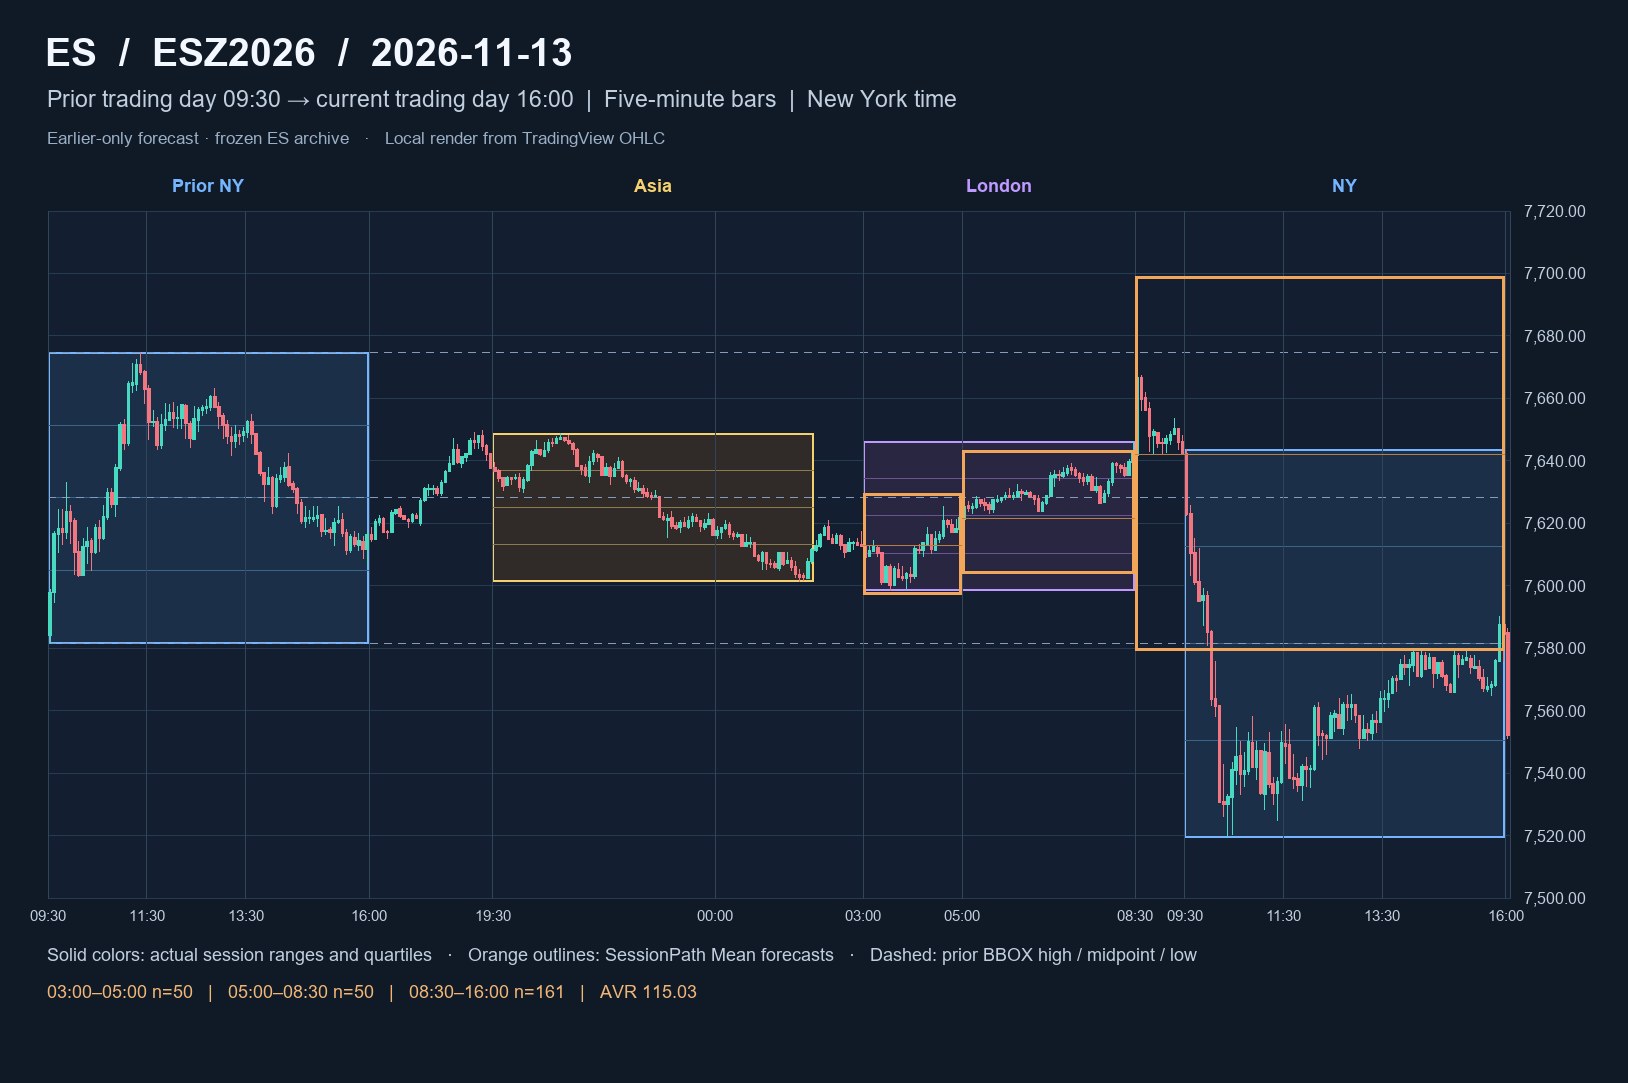 ES / ESZ2026 / 2026-11-13
Prior trading day 09:30 → current trading day 16:00 | Five-minute bars | New York time
Earlier-only forecast · frozen ES archive · Local render from TradingView OHLC
Prior NY
Asia
London
NY
7,720.00
7,700.00
7,680.00
7,660.00
7,640.00
7,620.00
7,600.00
7,580.00
7,560.00
7,540.00
7,520.00
7,500.00
09:30 11:30 13:30 16:00 19:30 00:00 03:00 05:00 08:30 09:30 11:30 13:30 16:00
Solid colors: actual session ranges and quartiles · Orange outlines: SessionPath Mean forecasts · Dashed: prior BBOX high / midpoint / low
03:00–05:00 n=50 | 05:00–08:30 n=50 | 08:30–16:00 n=161 | AVR 115.03